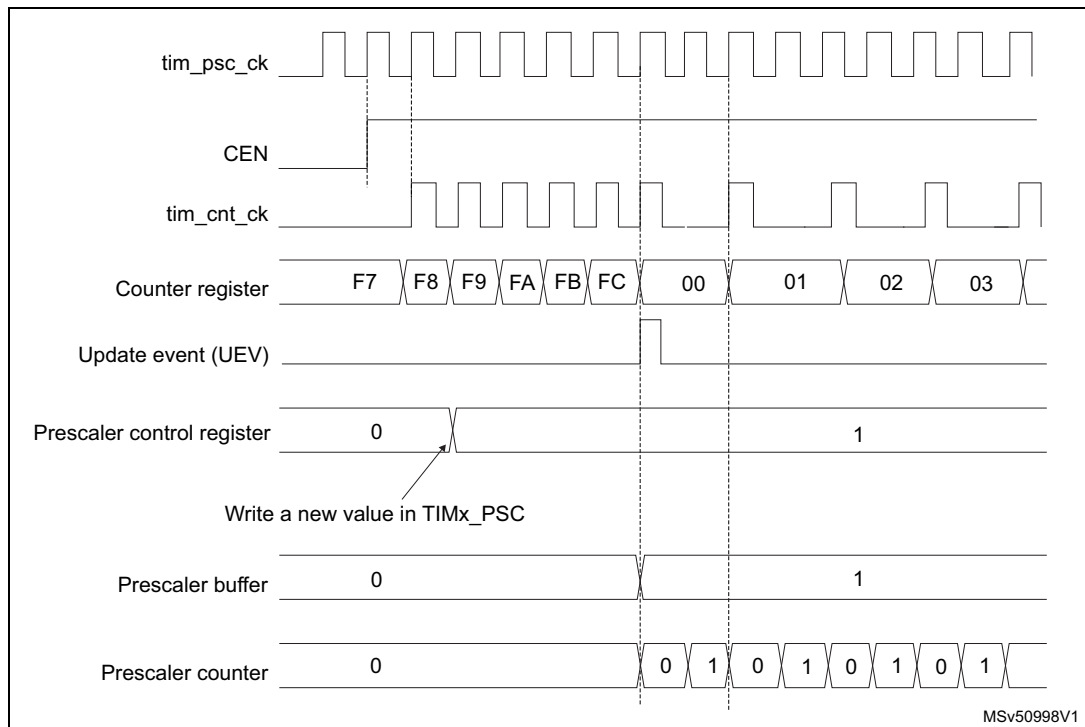 tim_psc_ck
CEN
tim_cnt_ck
Counter register F7 F8 F9 FA FB FC 00 01 02 03
Update event (UEV)
Prescaler control register 0 1
Write a new value in TIMx_PSC
Prescaler buffer 0 1
Prescaler counter 0 0 1 0 1 0 1 0 1
MSv50998V1